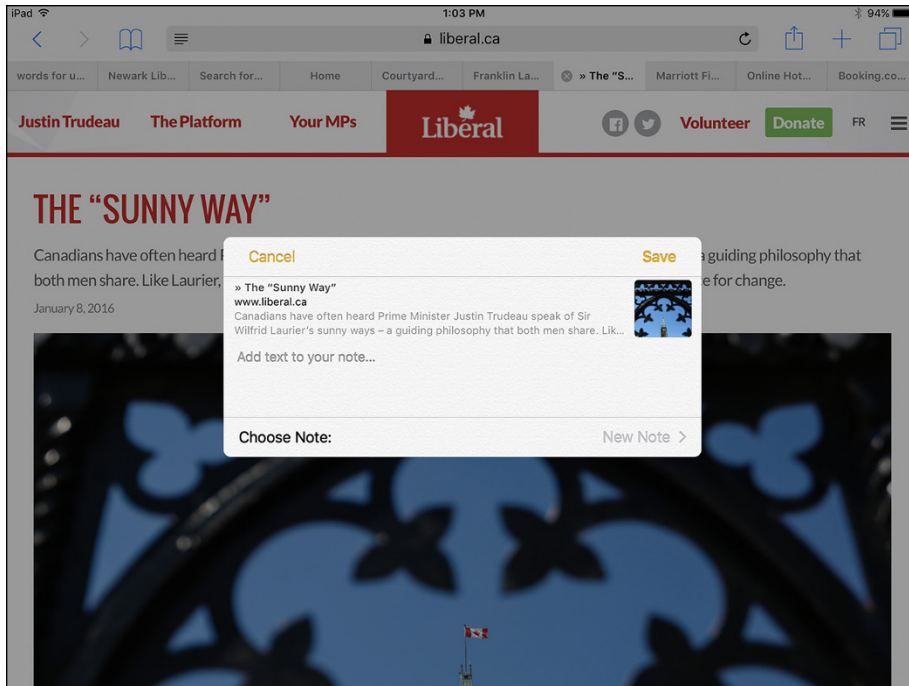 iPad 1:03 PM 94%
liberal.ca
words for u... Newark Lib... Search for... Home Courtyard... Franklin La... » The "S... Marriott Fi... Online Hot... Booking.co...
Justin Trudeau The Platform Your MPs Liberal Volunteer Donate FR
THE “SUNNY WAY”
Canadians have often heard a guiding philosophy that
both men share. Like Laurier, for change.
January 8, 2016
Cancel Save
» The “Sunny Way”
www.liberal.ca
Canadians have often heard Prime Minister Justin Trudeau speak of Sir
Wilfrid Laurier’s sunny ways – a guiding philosophy that both men share. Lik...
Add text to your note...
Choose Note: New Note